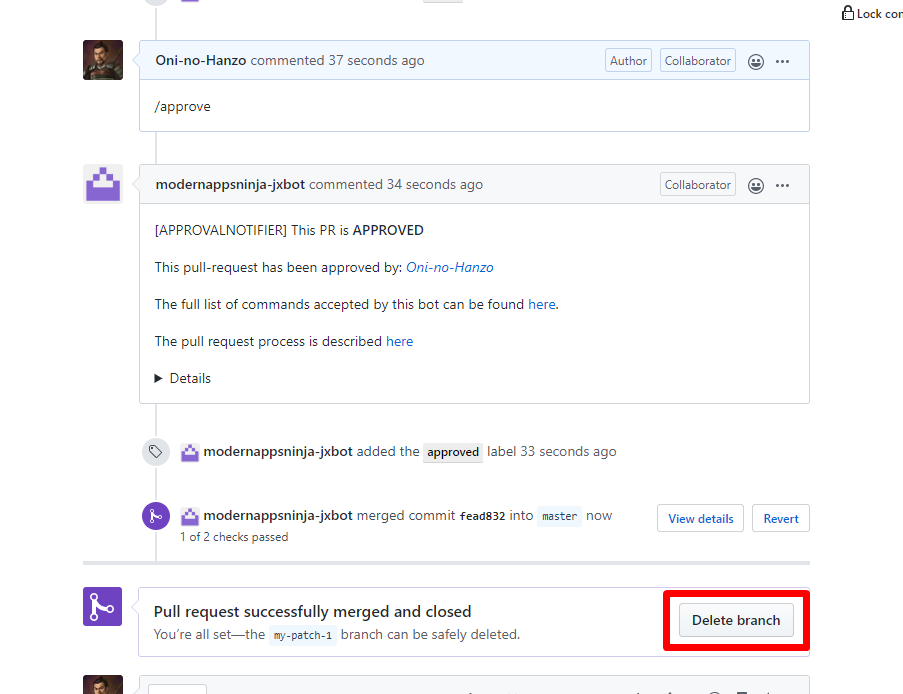 Lock con
Oni-no-Hanzo commented 37 seconds ago Author Collaborator
/approve
modernappsninja-jxbot commented 34 seconds ago Collaborator
[APPROVALNOTIFIER] This PR is APPROVED
This pull-request has been approved by: Oni-no-Hanzo
The full list of commands accepted by this bot can be found here.
The pull request process is described here
Details
modernappsninja-jxbot added the approved label 33 seconds ago
modernappsninja-jxbot merged commit fead832 into master now View details Revert
1 of 2 checks passed
Pull request successfully merged and closed
You're all set—the my-patch-1 branch can be safely deleted.
Delete branch